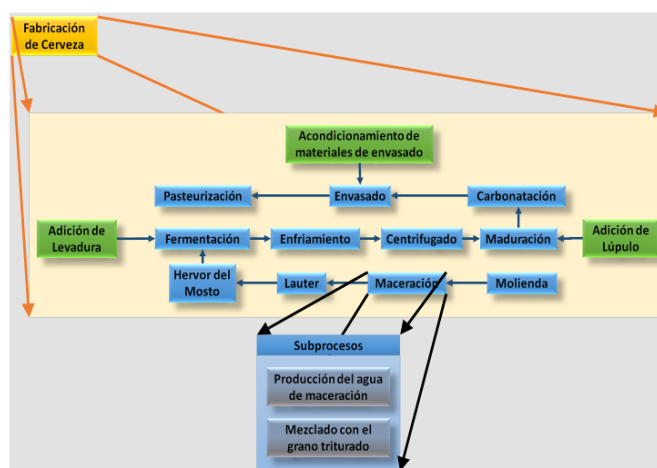 Fabricación
de Cerveza
Acondicionamiento de
materiales de envasado
Pasteurización
Envasado
Carbonatación
Adición de
Levadura
Fermentación
Enfriamiento
Centrifugado
Maduración
Adición de
Lúpulo
Hervor del
Mosto
Lauter
Maceración
Molienda
Subprocesos
Producción del agua
de maceración
Mezclado con el
grano triturado